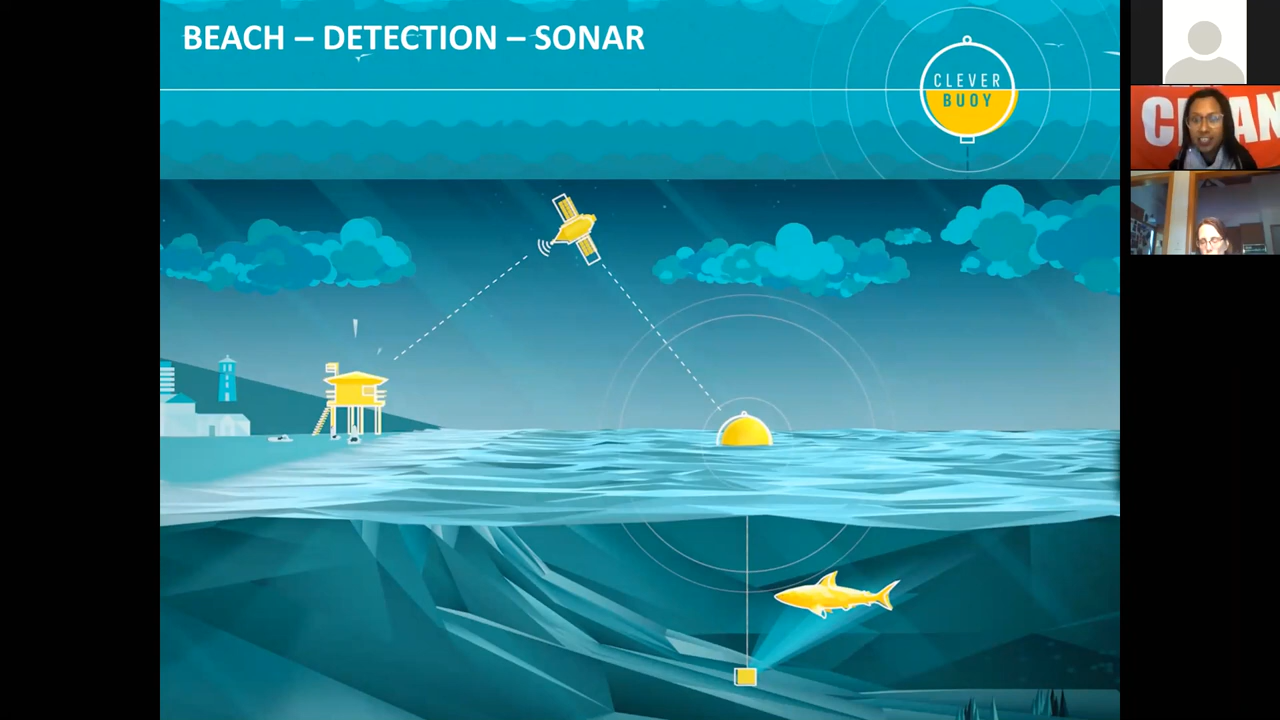 BEACH – DETECTION – SONAR
CLEVER
BUOY